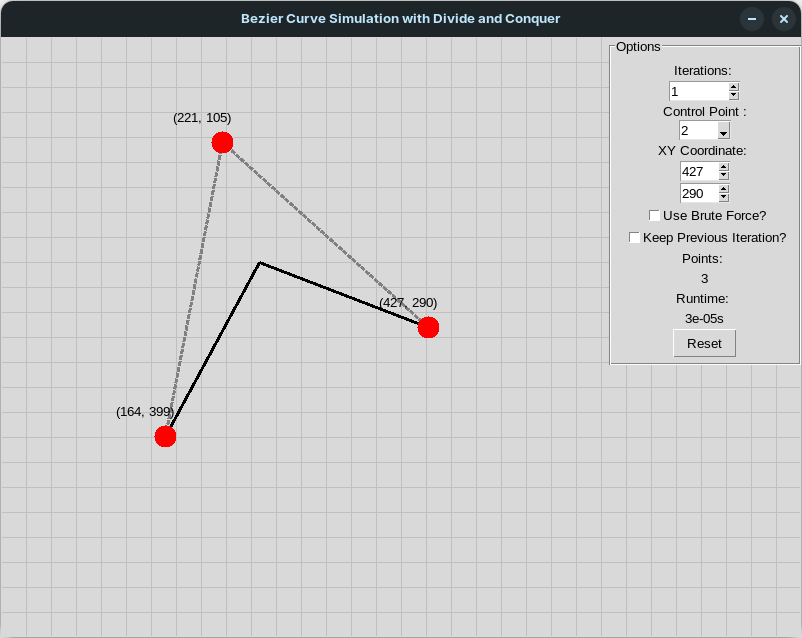 Bezier Curve Simulation with Divide and Conquer
Options
Iterations:
1
Control Point :
2
XY Coordinate:
427
290
Use Brute Force?
Keep Previous Iteration?
Points:
3
Runtime:
3e-05s
Reset
(221, 105)
(427, 290)
(164, 399)